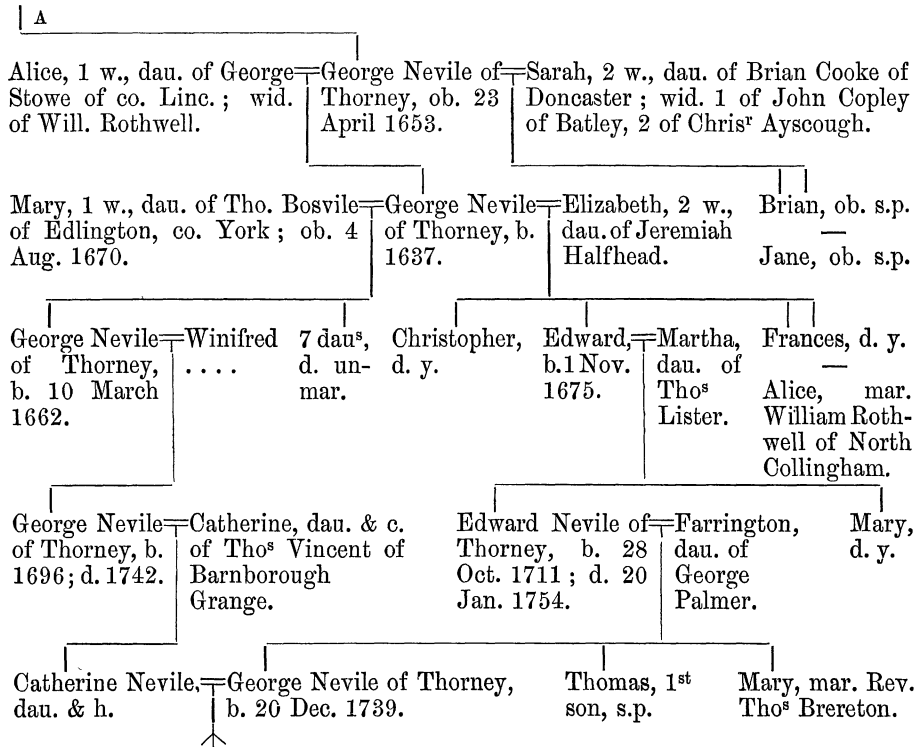 A
Alice, 1 w., dau. of George
Stowe of co. Linc. ; wid.
of Will. Rothwell.
George Nevile of
Thorney, ob. 23
April 1653.
Sarah, 2 w., dau. of Brian Cooke of
Doncaster ; wid. 1 of John Copley
of Batley, 2 of Chrisʳ Ayscough.
Mary, 1 w., dau. of Tho. Bosvile
of Edlington, co. York ; ob. 4
Aug. 1670.
George Nevile
of Thorney, b.
1637.
Elizabeth, 2 w.,
dau. of Jeremiah
Halfhead.
Brian, ob. s.p.
—
Jane, ob. s.p.
George Nevile
of Thorney,
b. 10 March
1662.
Winifred
. . . .
7 dauˢ,
d. un-
mar.
Christopher,
d. y.
Edward,
b. 1 Nov.
1675.
Martha,
dau. of
Thoˢ
Lister.
Frances, d. y.
—
Alice, mar.
William Roth-
well of North
Collingham.
George Nevile
of Thorney, b.
1696; d. 1742.
Catherine, dau. & c.
of Thoˢ Vincent of
Barnborough
Grange.
Edward Nevile of
Thorney, b. 28
Oct. 1711 ; d. 20
Jan. 1754.
Farrington,
dau. of
George
Palmer.
Mary,
d. y.
Catherine Nevile,
dau. & h.
George Nevile of Thorney,
b. 20 Dec. 1739.
Thomas, 1ˢᵗ
son, s.p.
Mary, mar. Rev.
Thoˢ Brereton.